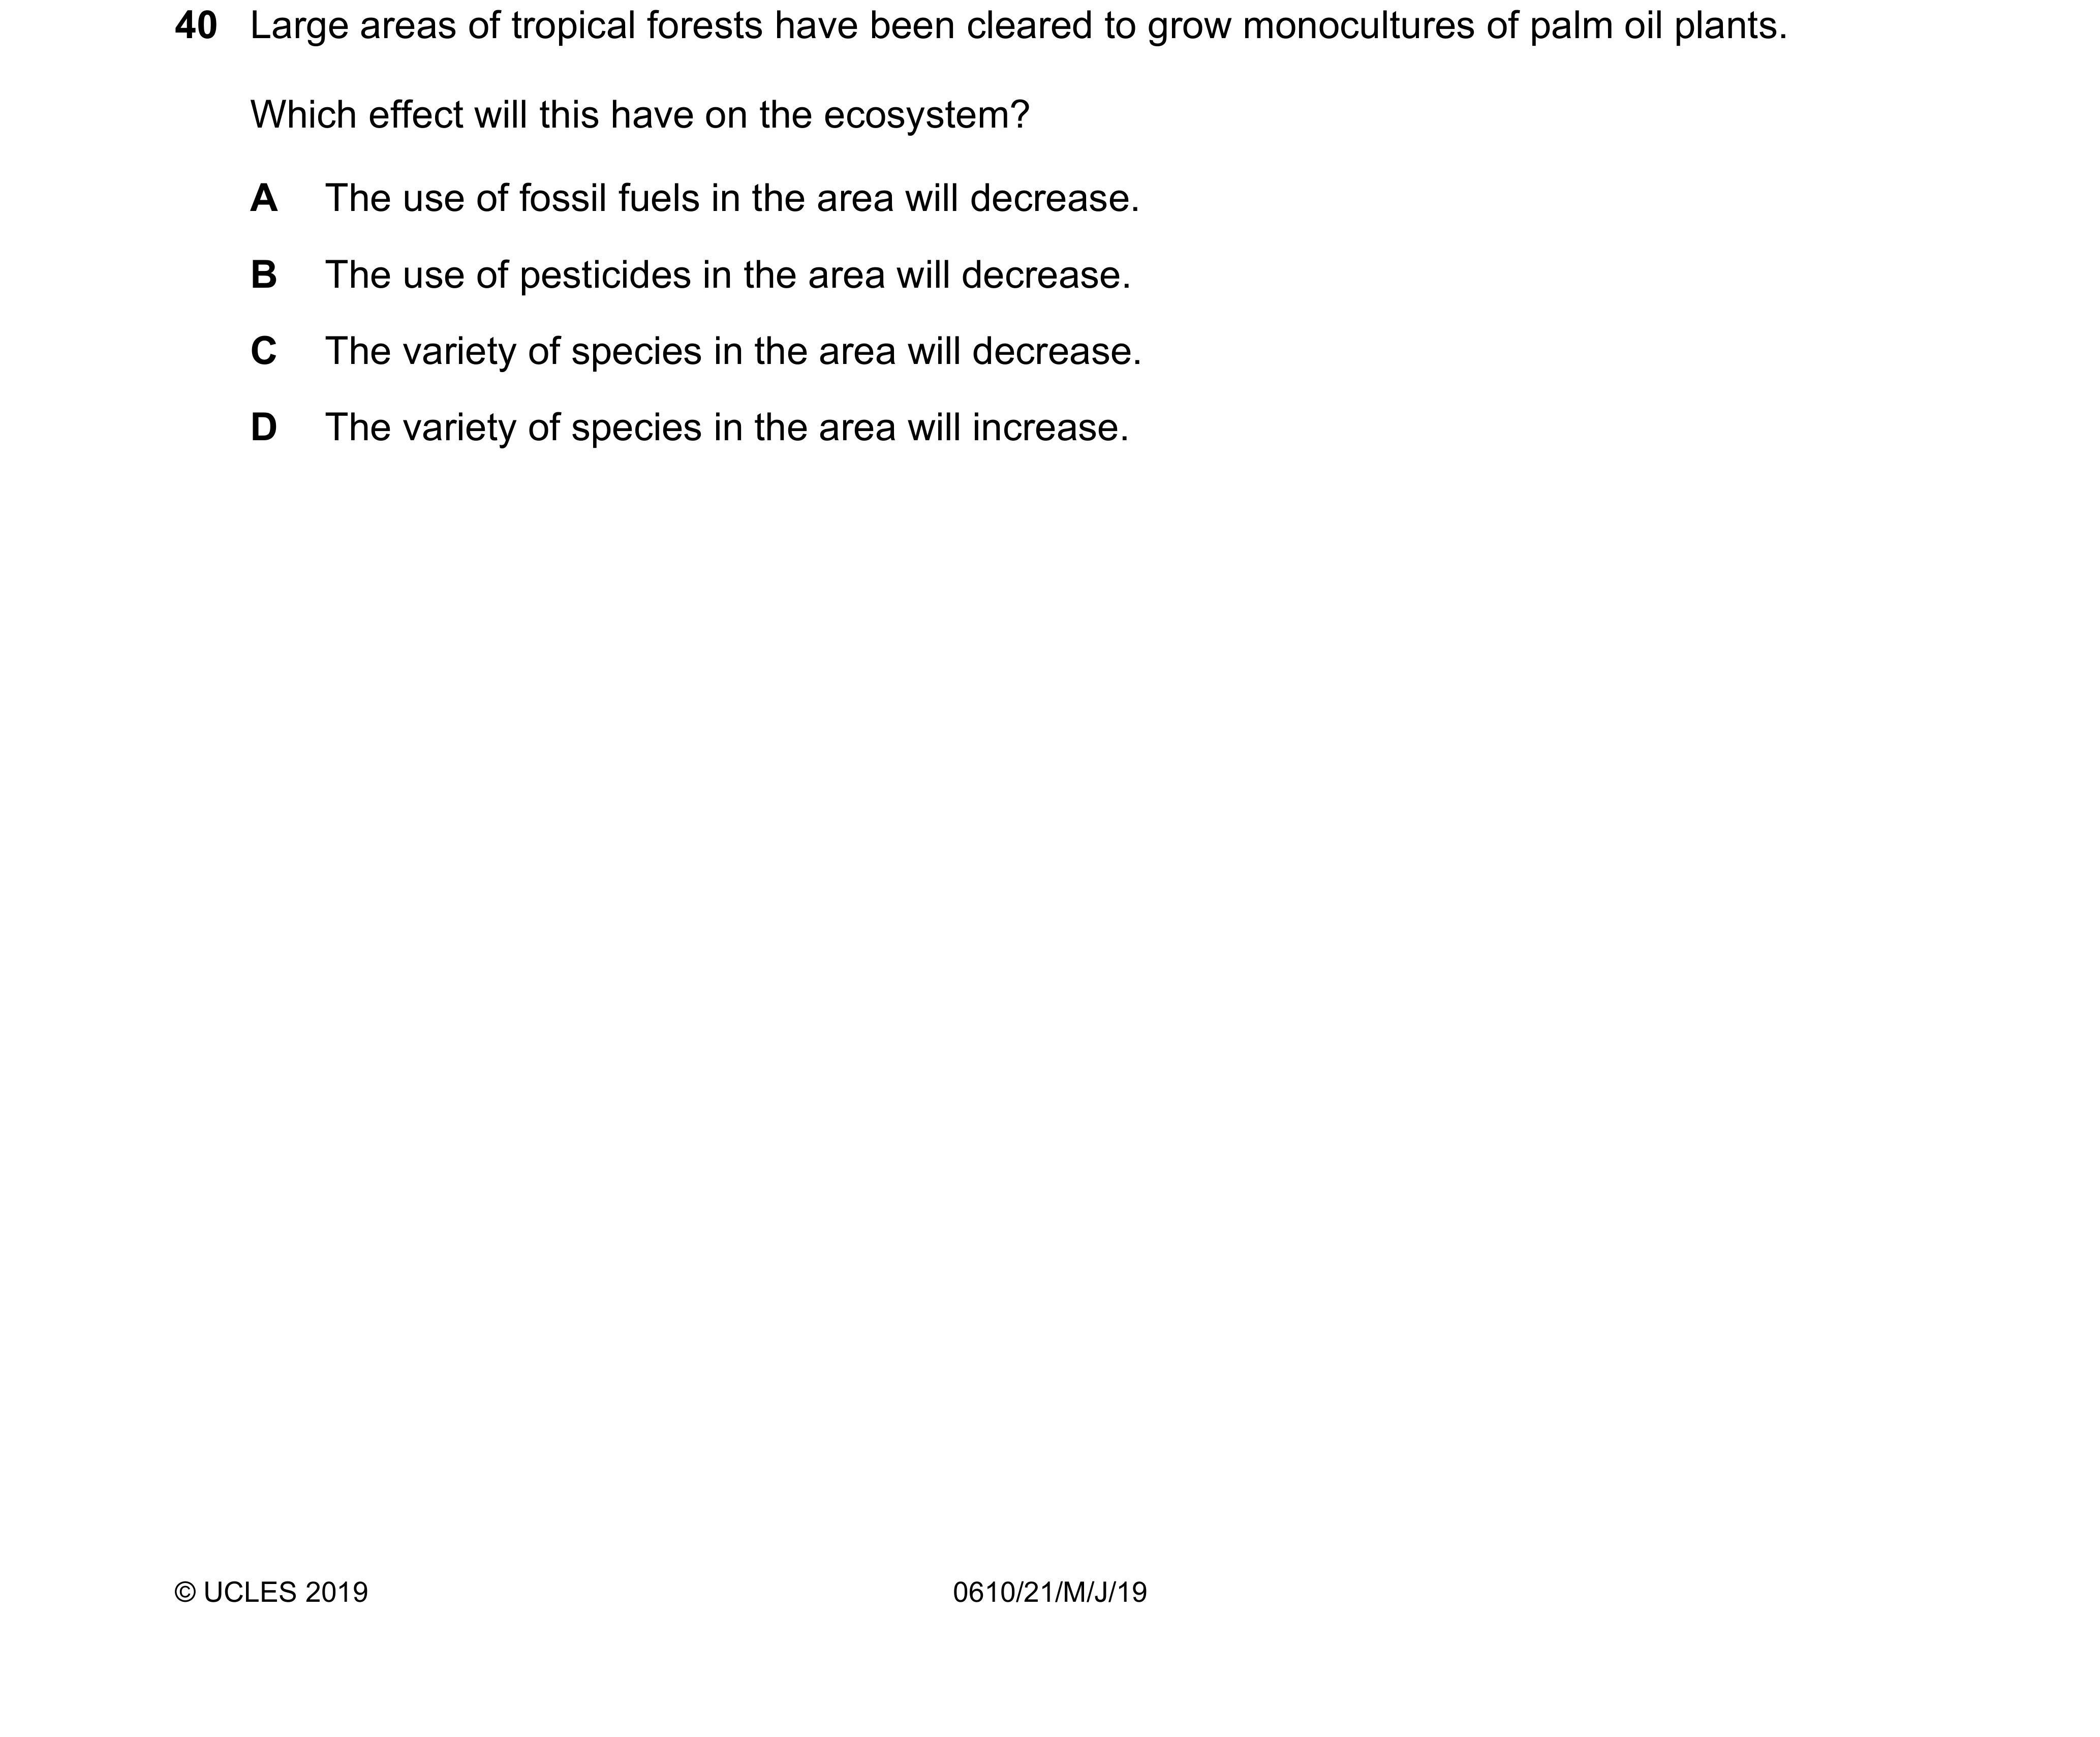 40 Large areas of tropical forests have been cleared to grow monocultures of palm oil plants.
Which effect will this have on the ecosystem?
A The use of fossil fuels in the area will decrease.
B The use of pesticides in the area will decrease.
C The variety of species in the area will decrease.
D The variety of species in the area will increase.
© UCLES 2019 0610/21/M/J/19